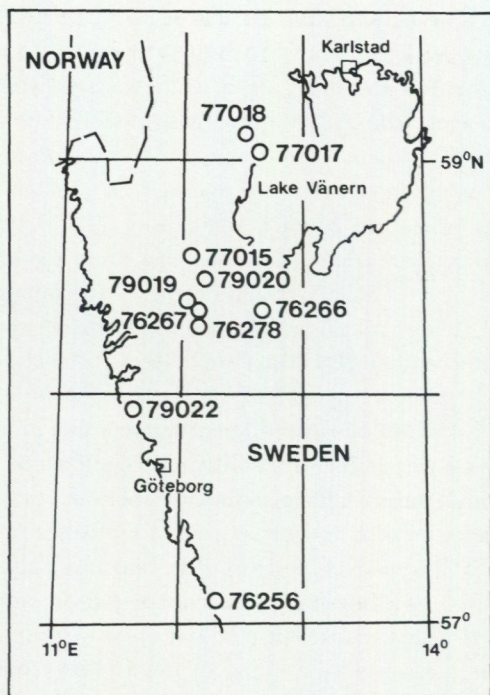 Karlstad
NORWAY
77018
77017
59°N
Lake Vänern
77015
79020
79019
76266
76267
76278
79022
SWEDEN
Göteborg
76256
57°
11°E
14°